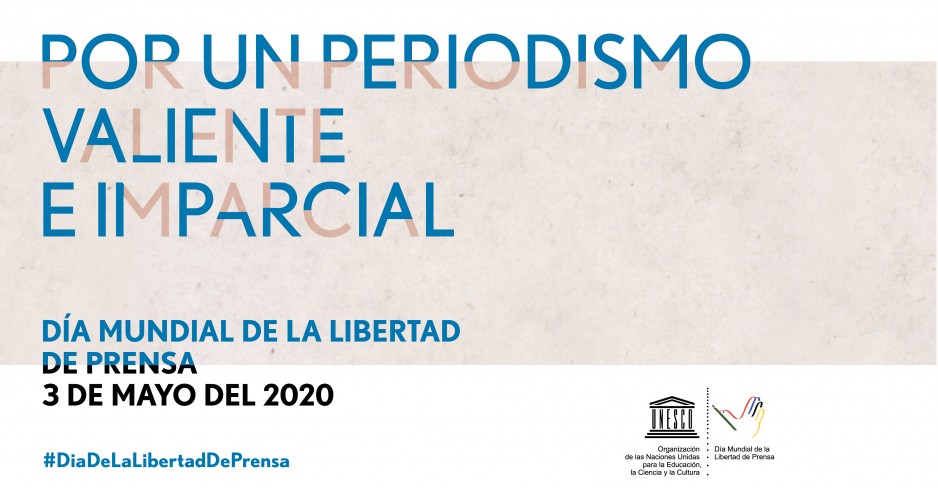 POR UN PERIODISMO
VALIENTE
E IMPARCIAL
DÍA MUNDIAL DE LA LIBERTAD
DE PRENSA
3 DE MAYO DEL 2020
#DiaDeLaLibertadDePrensa
UNESCO
Organización
de las Naciones Unidas
para la Educación,
la Ciencia y la Cultura
Día Mundial de la
Libertad de Prensa